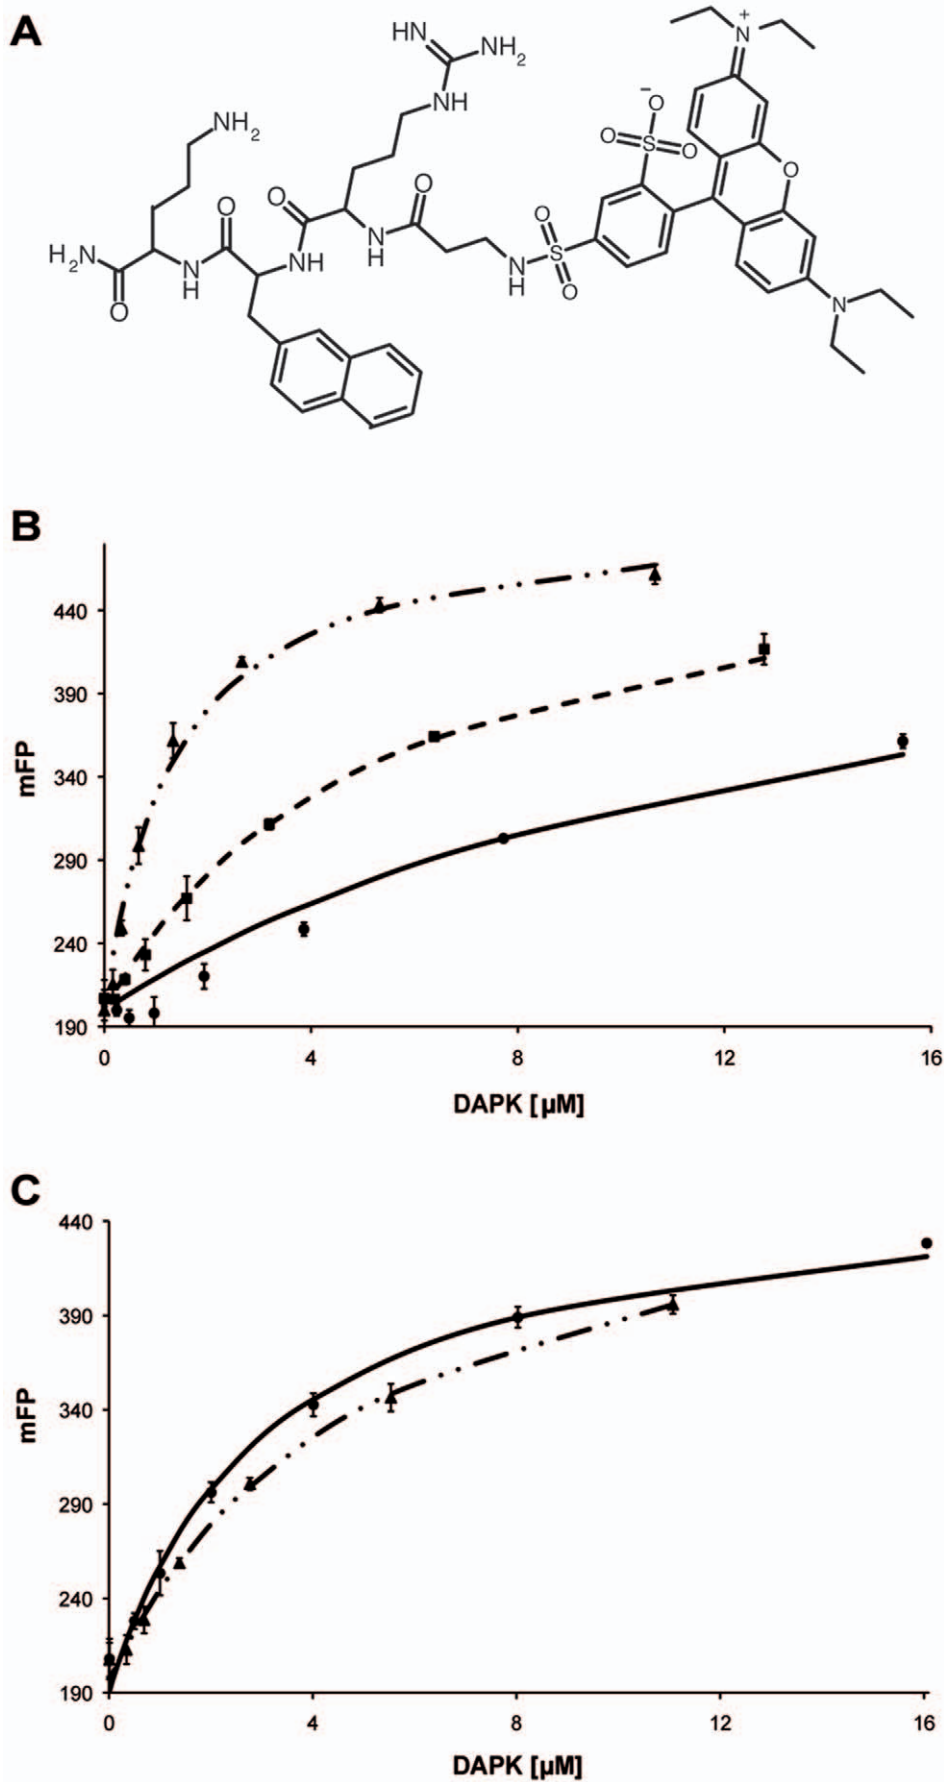 A
HN
NH₂
NH
NH₂
O
O
H₂N
O
N
H
NH
N
H
O
N
H
O
S
O
⁻
O
O
S
O
N
+
O
N
B
440
390
340
290
240
190
mFP
0 4 8 12 16
DAPK [µM]
C
440
390
340
290
240
190
mFP
0 4 8 12 16
DAPK [µM]